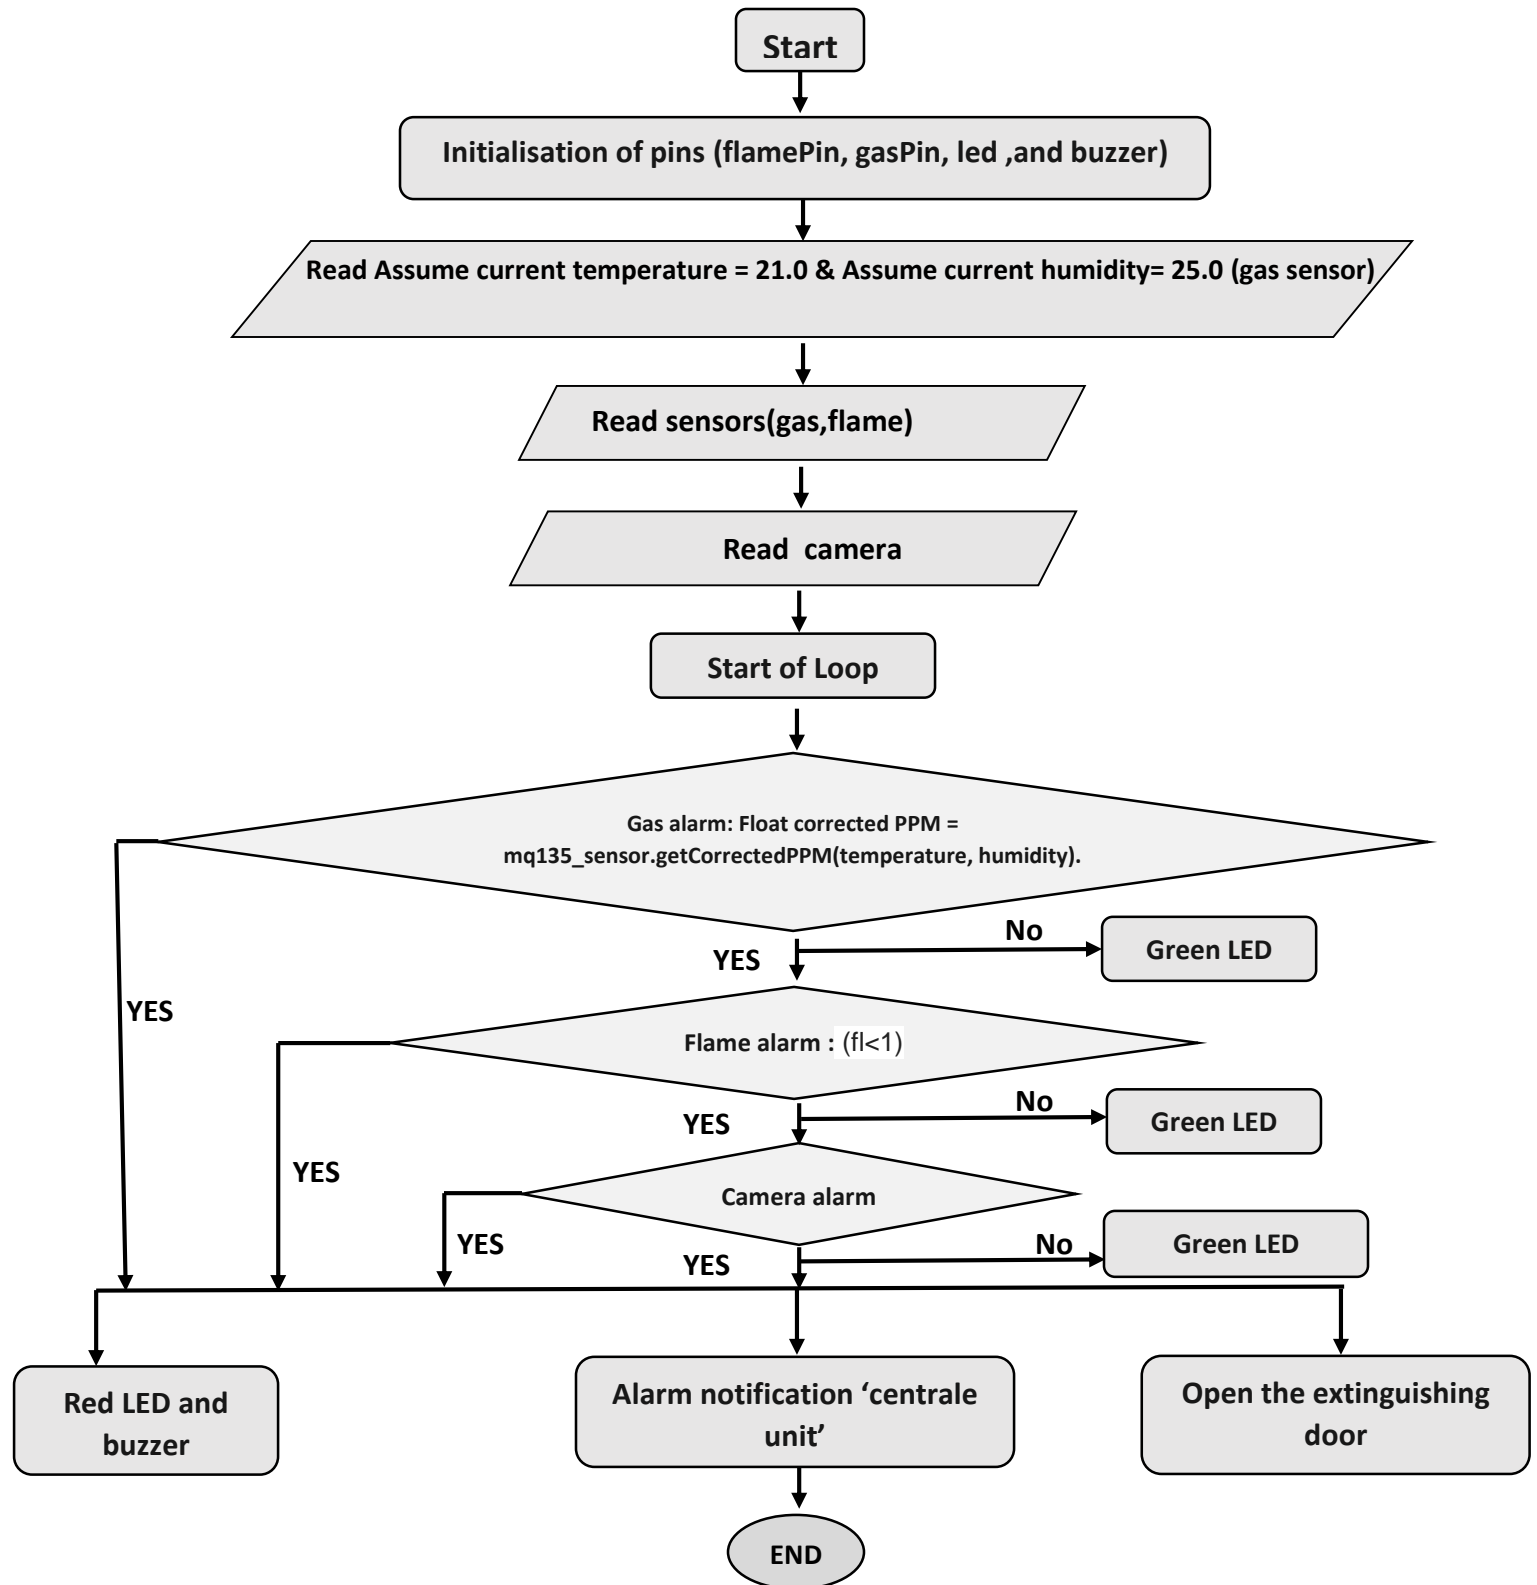 Start
Initialisation of pins (flamePin, gasPin, led ,and buzzer)
Read Assume current temperature = 21.0 & Assume current humidity= 25.0 (gas sensor)
Read sensors(gas,flame)
Read  camera
Start of Loop
Gas alarm: Float corrected PPM =
mq135_sensor.getCorrectedPPM(temperature, humidity).
No
Green LED
YES
YES
Flame alarm : (fl<1)
No
Green LED
YES
YES
Camera alarm
No
Green LED
YES
YES
Red LED and
buzzer
Alarm notification ‘centrale
unit’
Open the extinguishing
door
END